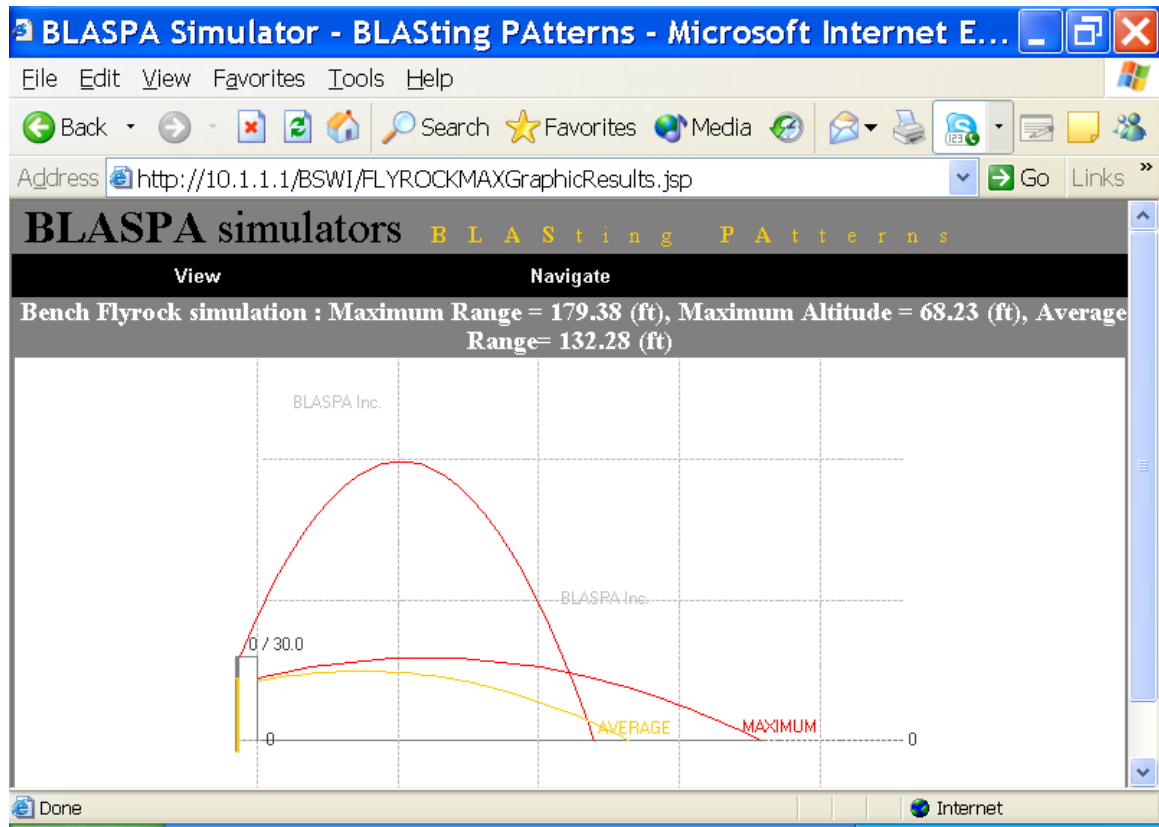 BLASPA Simulator - BLASting PAtterns - Microsoft Internet E...
File Edit View Favorites Tools Help
Back Search Favorites Media
Address http://10.1.1.1/BSWI/FLYROCKMAXGraphicResults.jsp Go Links »
BLASPA simulators BLASting PAtterns
View Navigate
Bench Flyrock simulation : Maximum Range = 179.38 (ft), Maximum Altitude = 68.23 (ft), Average
Range= 132.28 (ft)
BLASPA Inc.
BLASPA Inc.
0 / 30.0
AVERAGE MAXIMUM
0 0
Done Internet